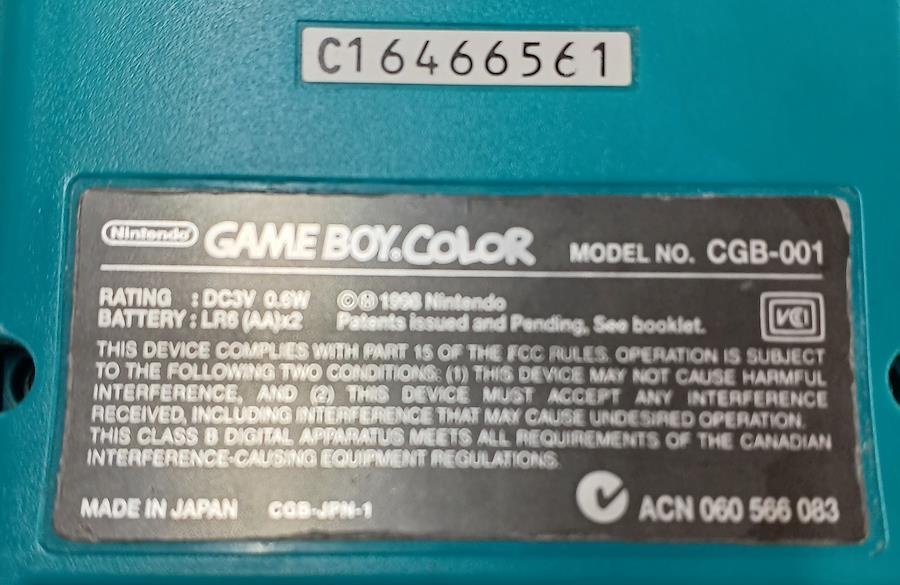 C16466561
Nintendo GAME BOY COLOR MODEL NO. CGB-001
RATING : DC3V 0.6W ©Ⓜ1998 Nintendo
BATTERY : LR6 (AA)x2 Patents issued and Pending, See booklet.
VCI
THIS DEVICE COMPLIES WITH PART 15 OF THE FCC RULES. OPERATION IS SUBJECT
TO THE FOLLOWING TWO CONDITIONS: (1) THIS DEVICE MAY NOT CAUSE HARMFUL
INTERFERENCE, AND (2) THIS DEVICE MUST ACCEPT ANY INTERFERENCE
RECEIVED, INCLUDING INTERFERENCE THAT MAY CAUSE UNDESIRED OPERATION.
THIS CLASS B DIGITAL APPARATUS MEETS ALL REQUIREMENTS OF THE CANADIAN
INTERFERENCE-CAUSING EQUIPMENT REGULATIONS.
MADE IN JAPAN CGB-JPN-1 ACN 060 566 083